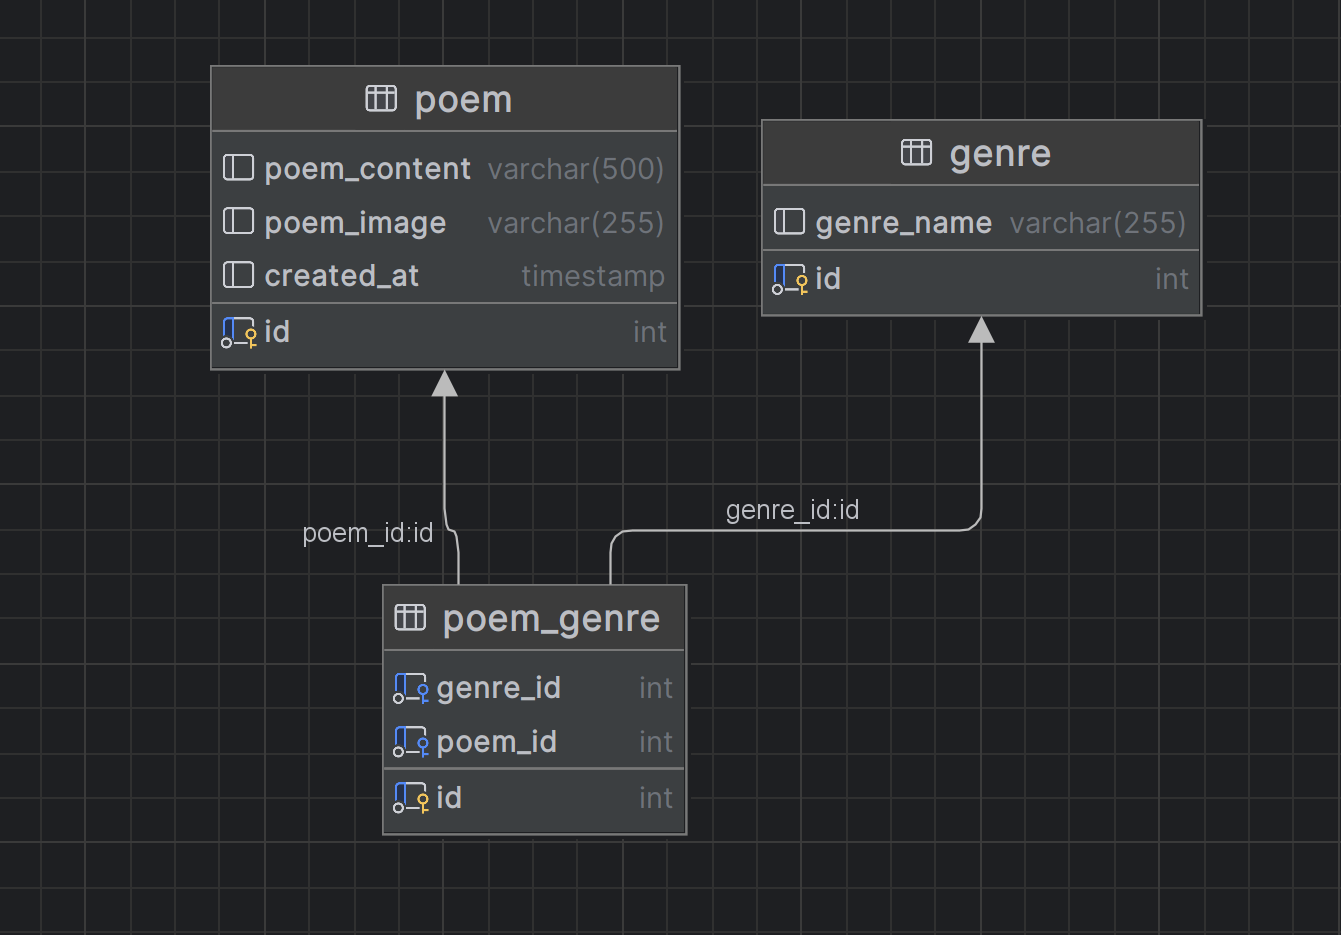 poem
poem_content varchar(500)
poem_image varchar(255)
created_at timestamp
id int
genre
genre_name varchar(255)
id int
poem_id:id
genre_id:id
poem_genre
genre_id int
poem_id int
id int